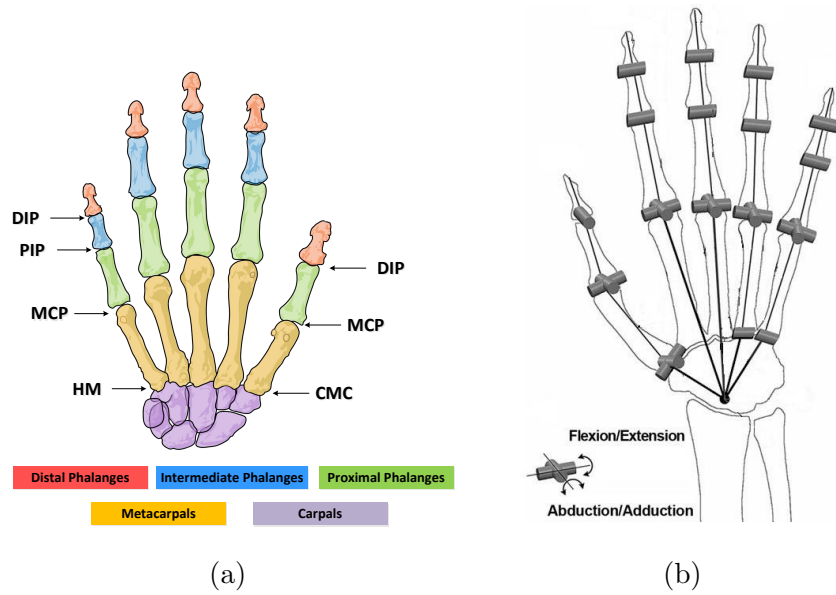 DIP
PIP
MCP
HM
DIP
MCP
CMC
Distal Phalanges
Intermediate Phalanges
Proximal Phalanges
Metacarpals
Carpals
(a)
Flexion/Extension
Abduction/Adduction
(b)